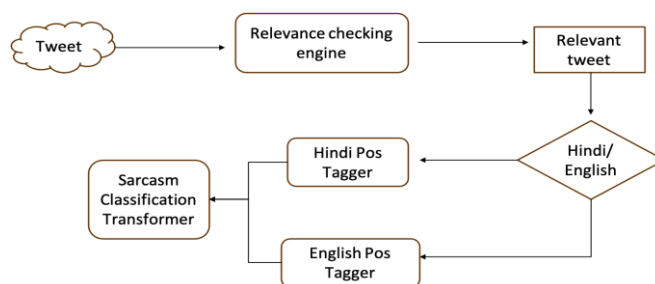 Tweet
Relevance checking
engine
Relevant
tweet
Hindi/
English
Hindi Pos
Tagger
English Pos
Tagger
Sarcasm
Classification
Transformer